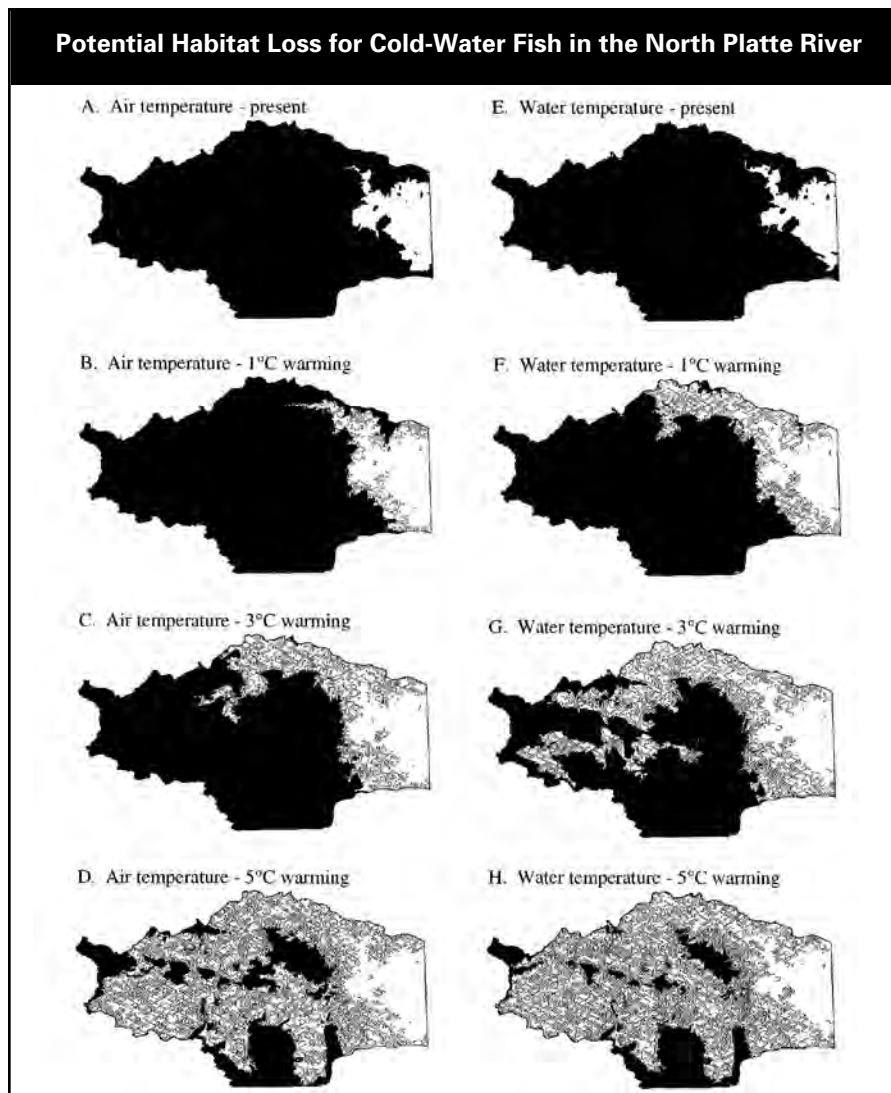 Potential Habitat Loss for Cold-Water Fish in the North Platte River
A. Air temperature - present
E. Water temperature - present
B. Air temperature - 1°C warming
F. Water temperature - 1°C warming
C. Air temperature - 3°C warming
G. Water temperature - 3°C warming
D. Air temperature - 5°C warming
H. Water temperature - 5°C warming